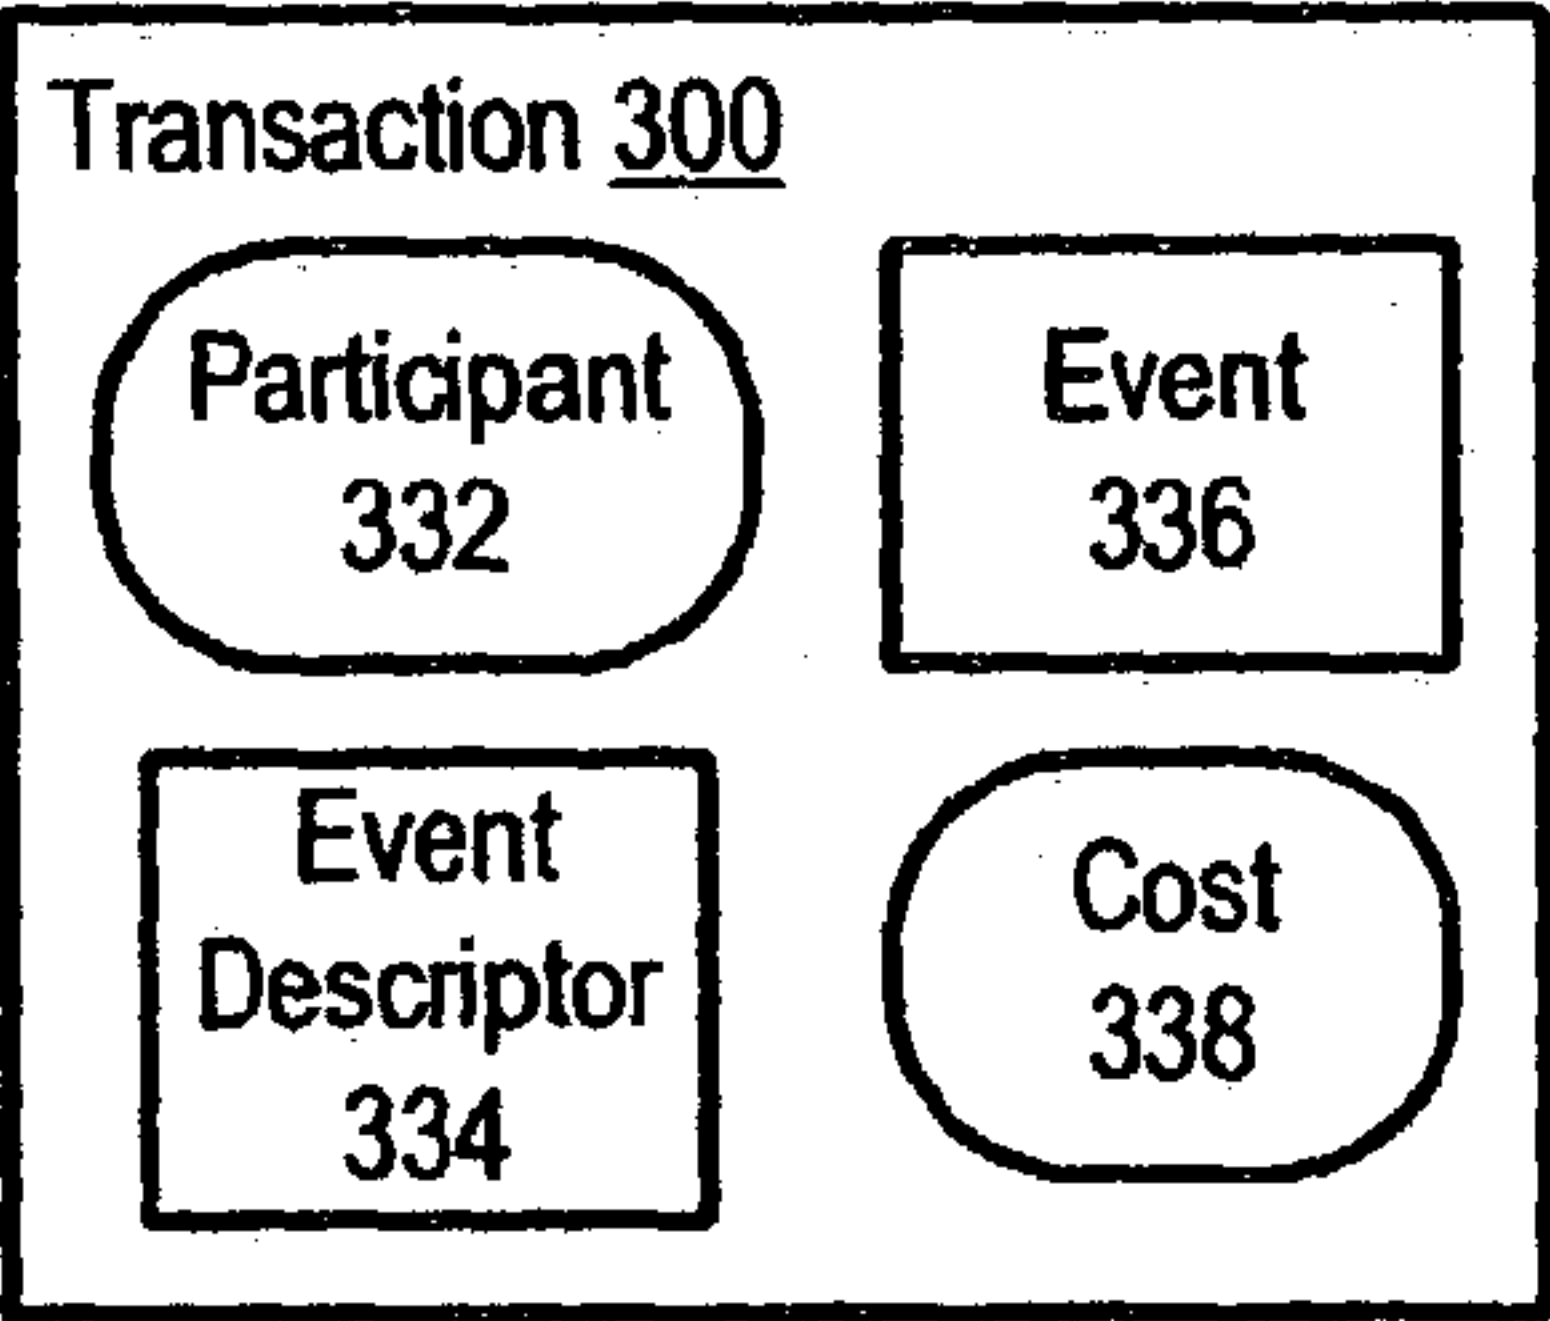 Transaction 300
Participant
332
Event
336
Event
Descriptor
334
Cost
338